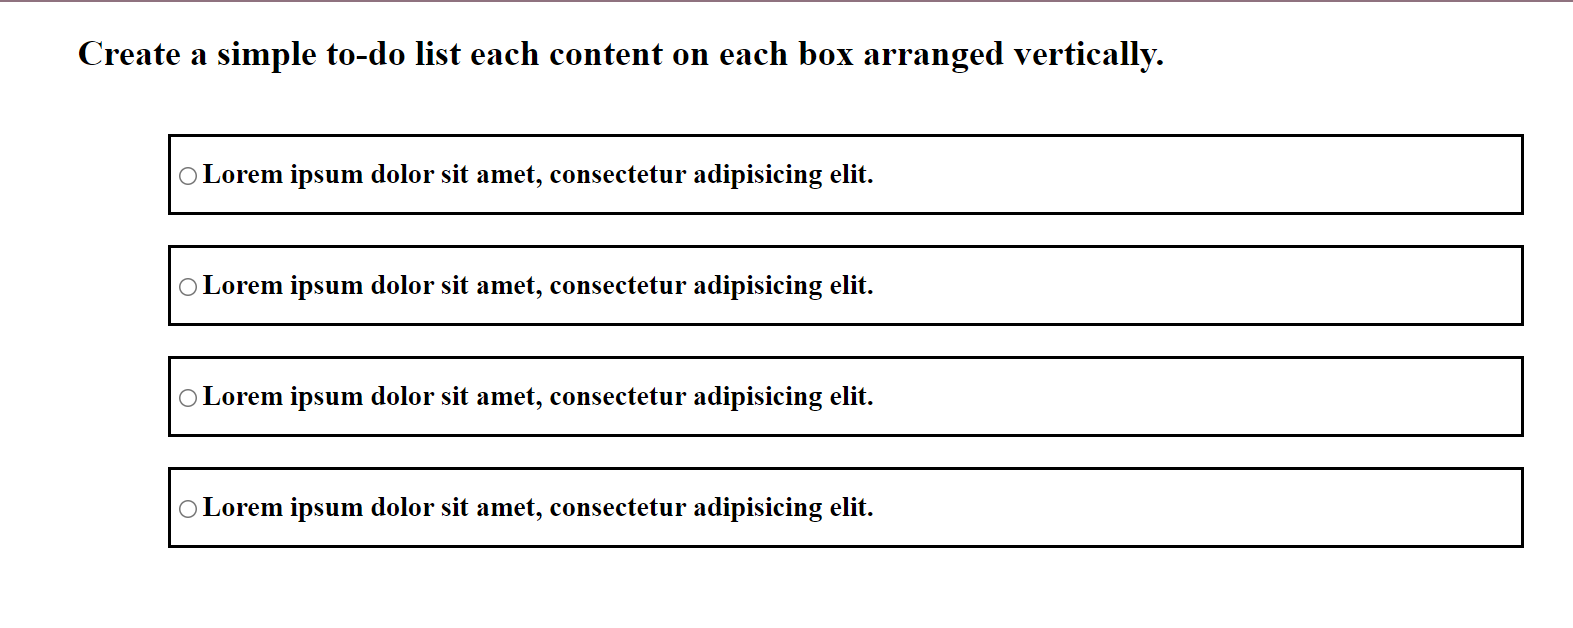 Create a simple to-do list each content on each box arranged vertically.
Lorem ipsum dolor sit amet, consectetur adipisicing elit.
Lorem ipsum dolor sit amet, consectetur adipisicing elit.
Lorem ipsum dolor sit amet, consectetur adipisicing elit.
Lorem ipsum dolor sit amet, consectetur adipisicing elit.